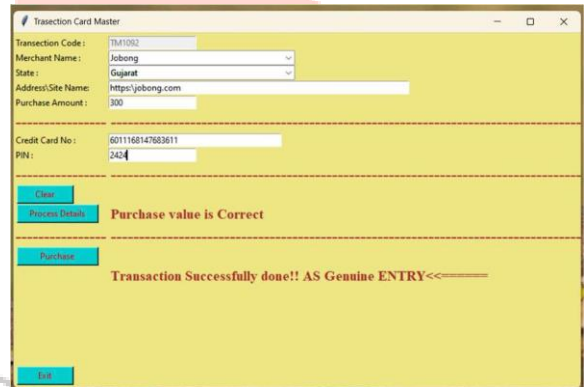 Trasection Card Master
Transection Code : TM1092
Merchant Name : Jobong
State : Gujarat
Address\Site Name: https:\jobong.com
Purchase Amount : 300
Credit Card No : 6011168147683611
PIN : 2424
Clear
Process Details Purchase value is Correct
Purchase
Transaction Successfully done!! AS Genuine ENTRY<<======
Exit